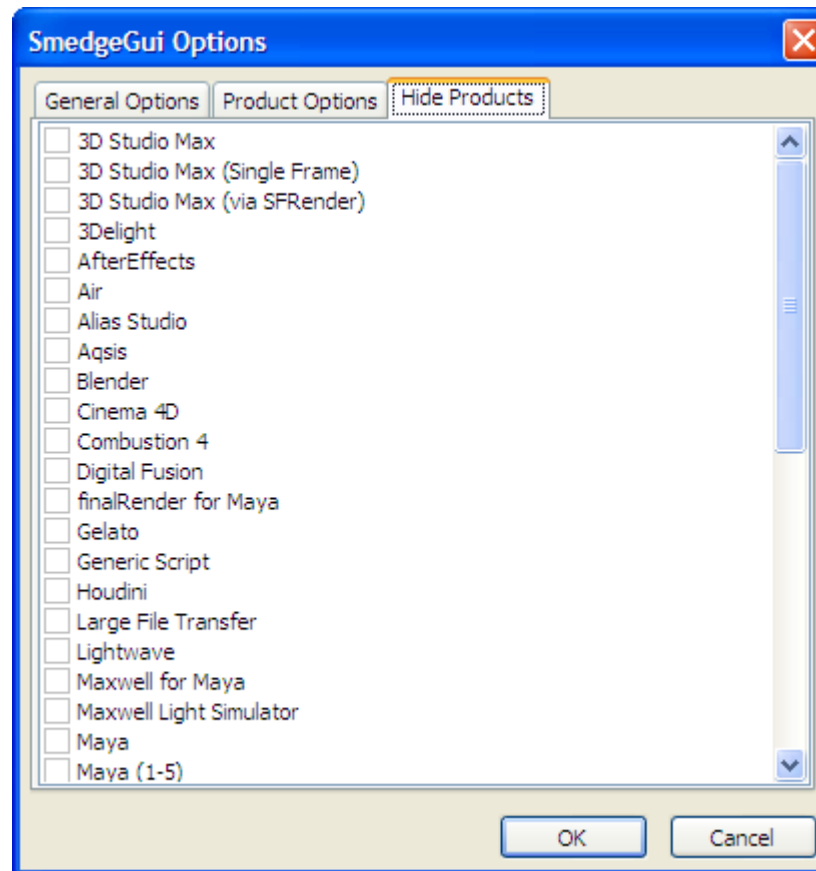 SmedgeGui Options
General Options Product Options Hide Products
3D Studio Max
3D Studio Max (Single Frame)
3D Studio Max (via SFRender)
3Delight
AfterEffects
Air
Alias Studio
Aqsis
Blender
Cinema 4D
Combustion 4
Digital Fusion
finalRender for Maya
Gelato
Generic Script
Houdini
Large File Transfer
Lightwave
Maxwell for Maya
Maxwell Light Simulator
Maya
Maya (1-5)
OK Cancel